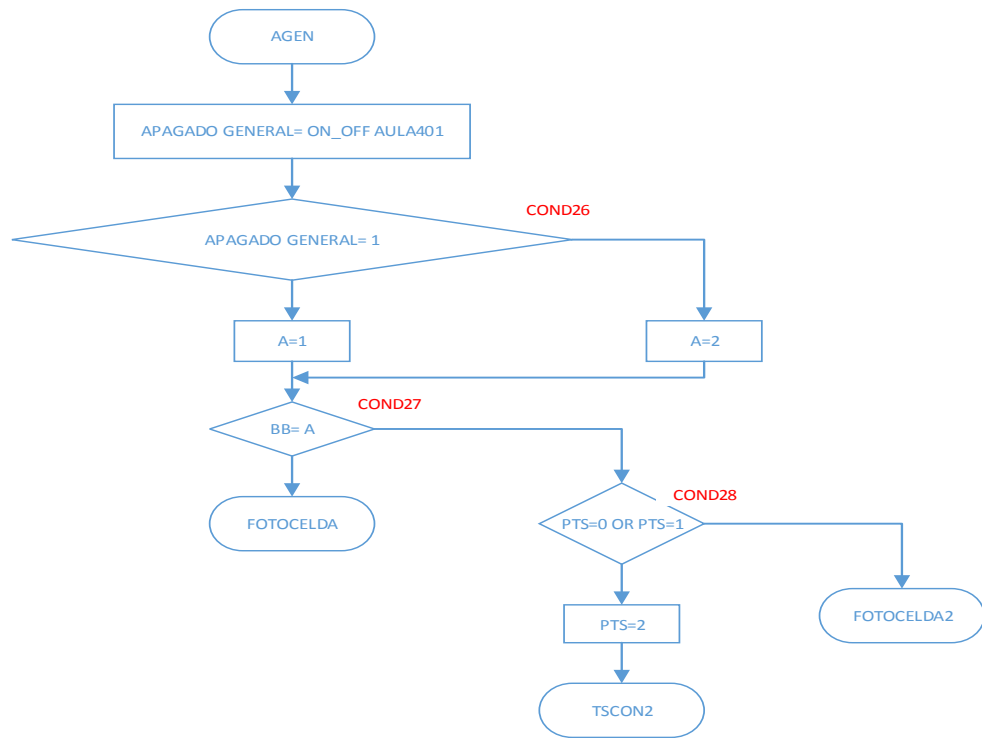 AGEN
APAGADO GENERAL= ON_OFF AULA401
COND26
APAGADO GENERAL= 1
A=1
A=2
COND27
BB= A
COND28
FOTOCELDA
PTS=0 OR PTS=1
PTS=2
FOTOCELDA2
TSCON2